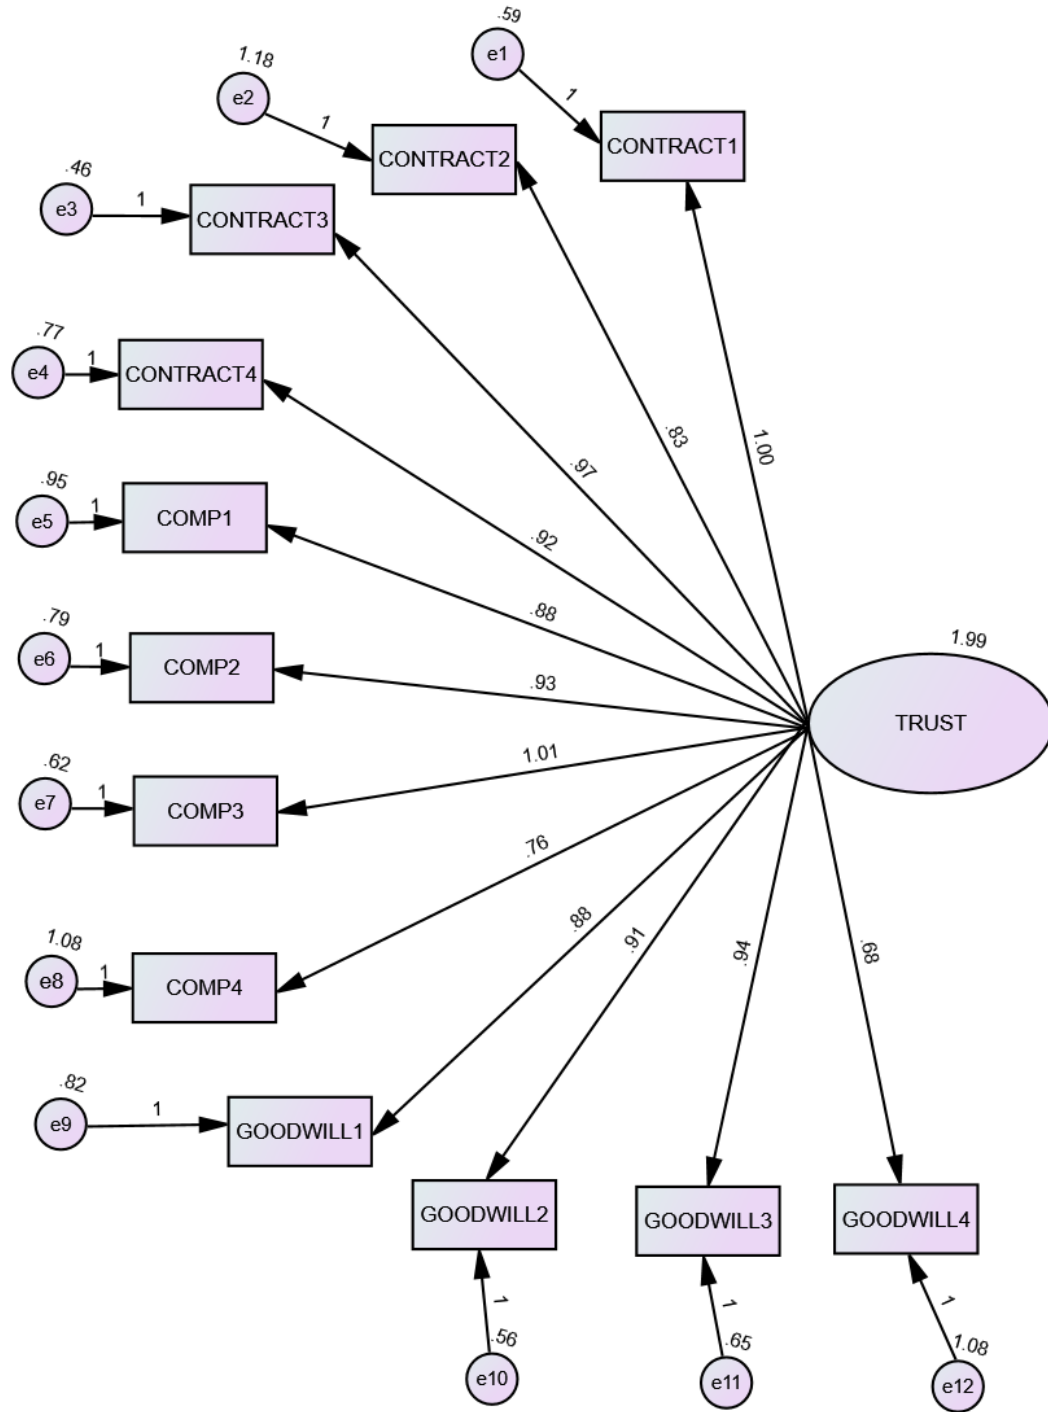 .59
e1
1
CONTRACT1
1.18
e2
1
CONTRACT2
.46
e3
1
CONTRACT3
.77
e4
1
CONTRACT4
.95
e5
1
COMP1
.79
e6
1
COMP2
.62
e7
1
COMP3
1.08
e8
1
COMP4
.82
e9
1
GOODWILL1
GOODWILL2
1
.56
e10
GOODWILL3
1
.65
e11
GOODWILL4
1
1.08
e12
1.00
.83
.97
.92
.88
.93
1.01
.76
.88
.91
.94
.68
1.99
TRUST